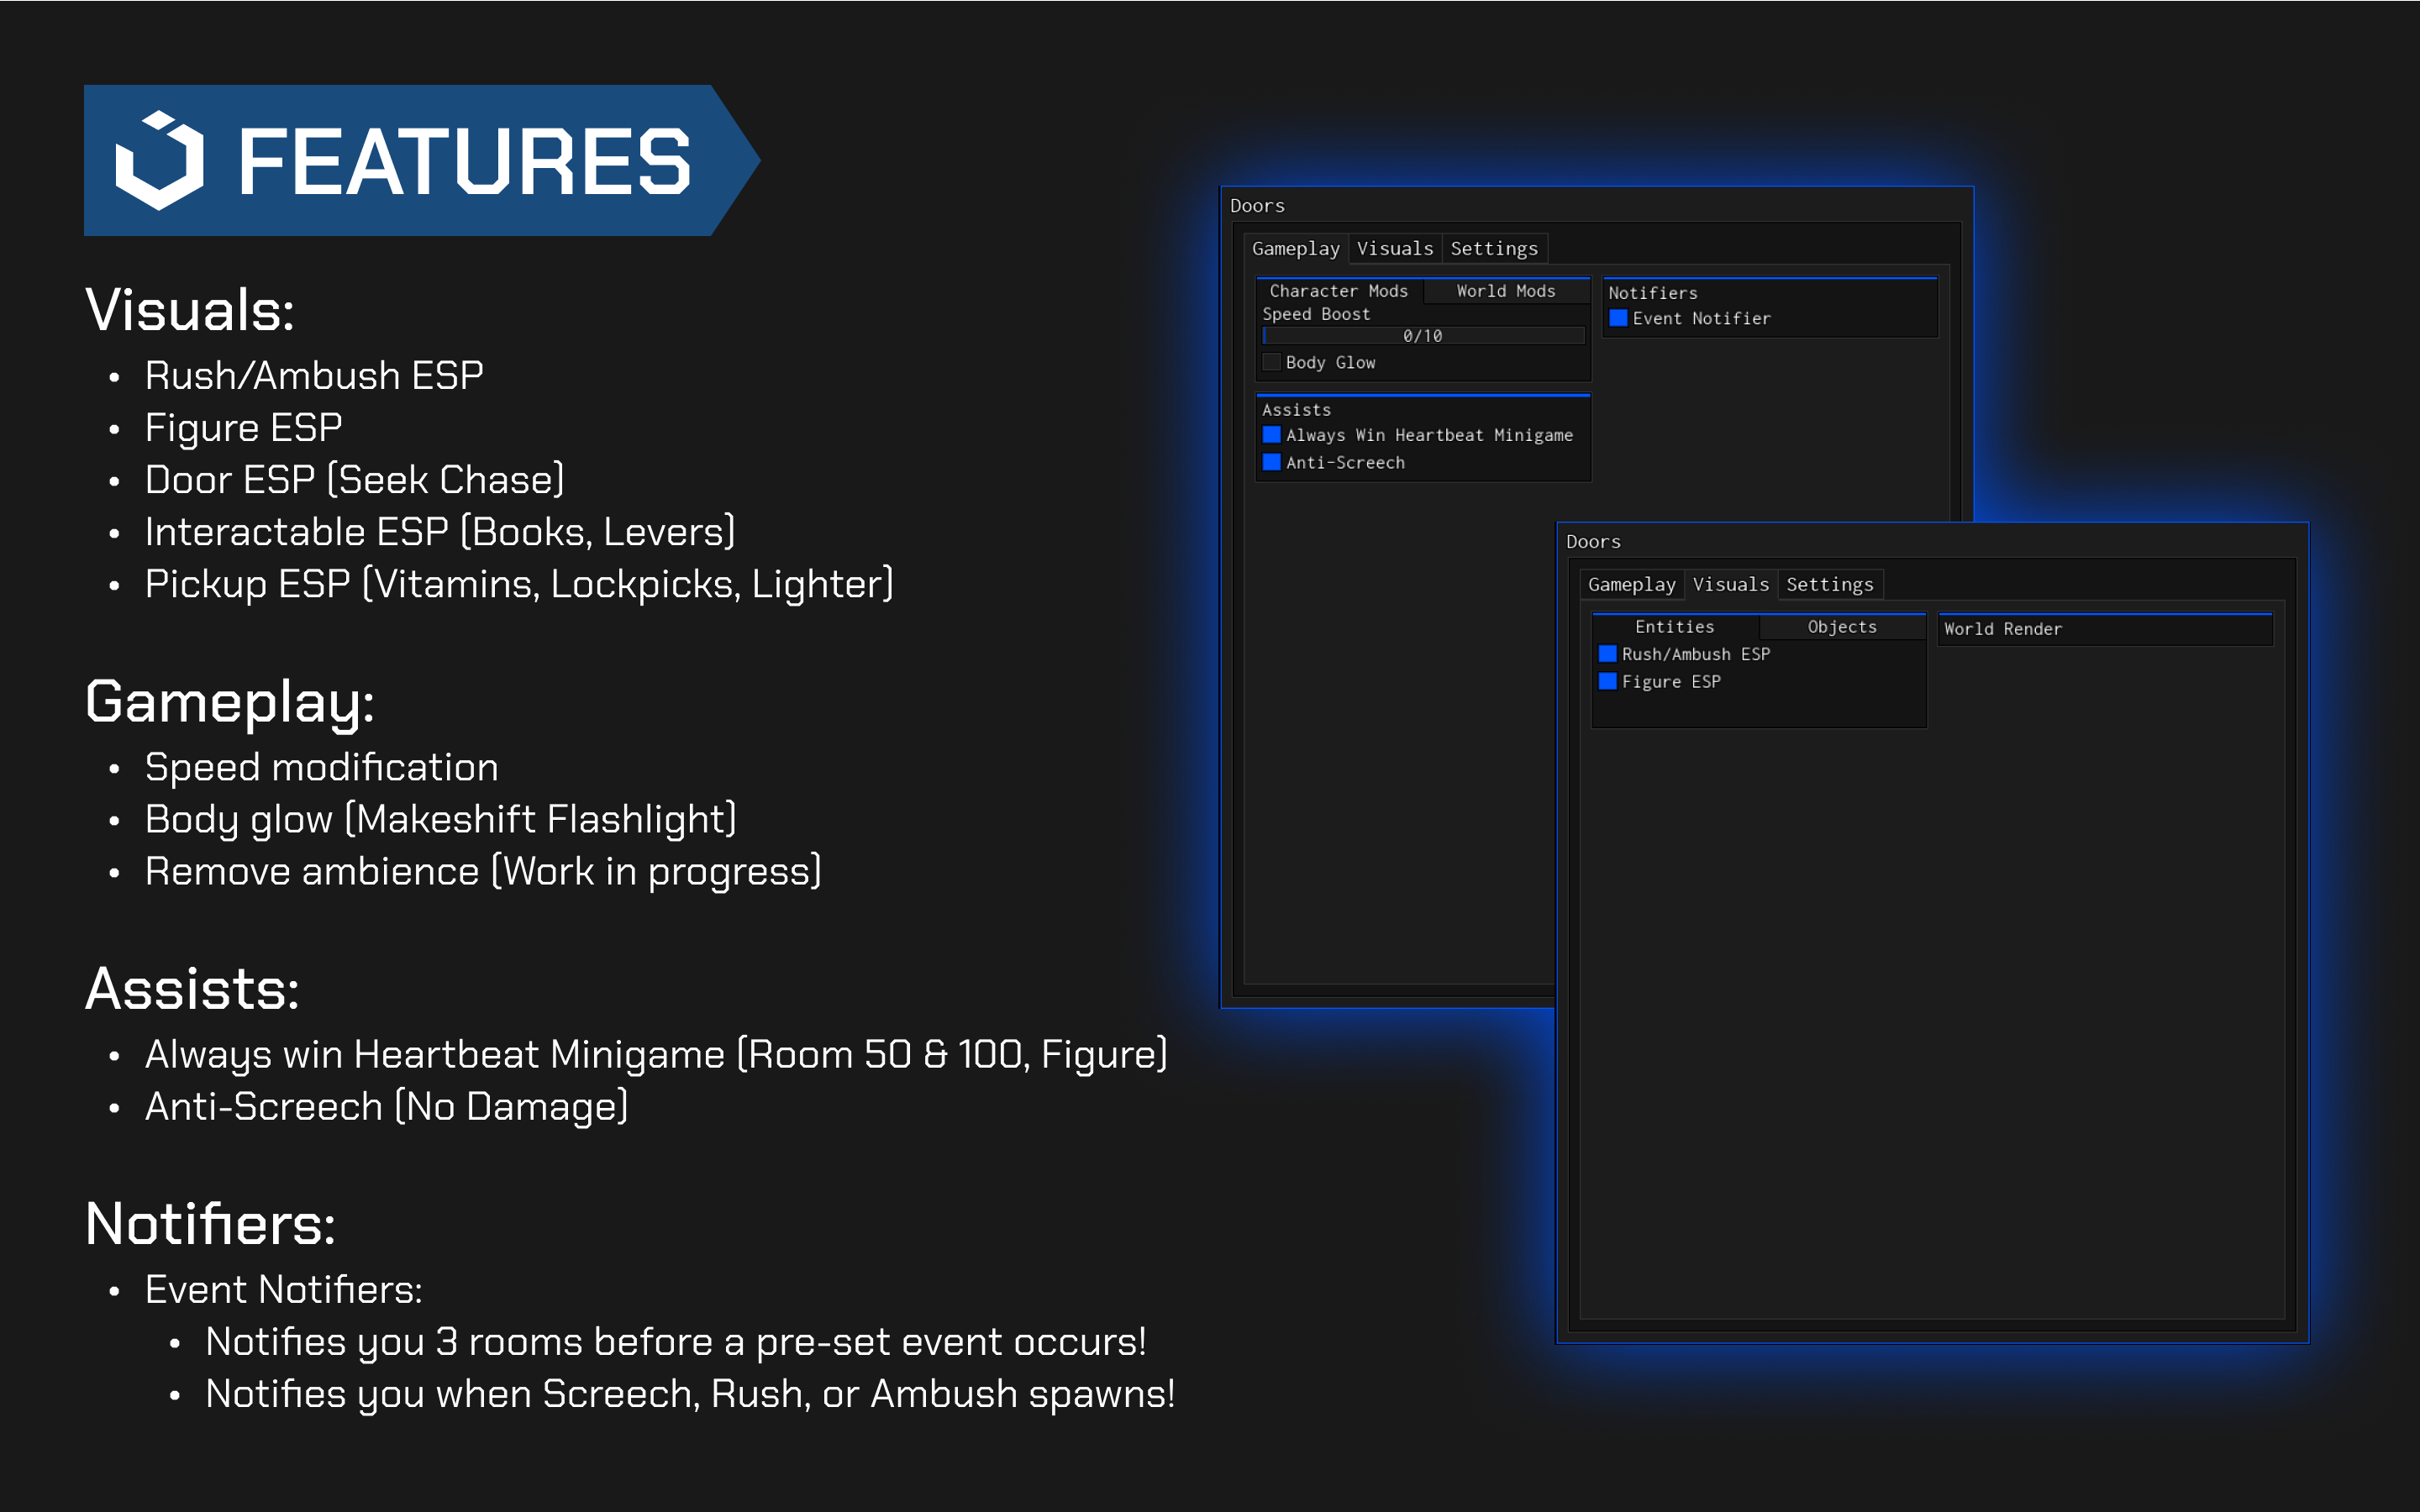 FEATURES
Visuals:
• Rush/Ambush ESP
• Figure ESP
• Door ESP (Seek Chase)
• Interactable ESP (Books, Levers)
• Pickup ESP (Vitamins, Lockpicks, Lighter)
Gameplay:
• Speed modification
• Body glow (Makeshift Flashlight)
• Remove ambience (Work in progress)
Assists:
• Always win Heartbeat Minigame (Room 50 & 100, Figure)
• Anti-Screech (No Damage)
Notifiers:
• Event Notifiers:
• Notifies you 3 rooms before a pre-set event occurs!
• Notifies you when Screech, Rush, or Ambush spawns!
Doors
Gameplay Visuals Settings
Character Mods World Mods
Speed Boost
0/10
Body Glow
Assists
Always Win Heartbeat Minigame
Anti-Screech
Notifiers
Event Notifier
Doors
Gameplay Visuals Settings
Entities Objects
Rush/Ambush ESP
Figure ESP
World Render